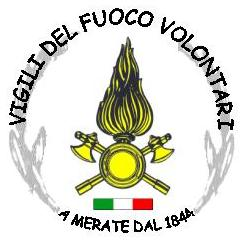 VIGILI DEL FUOCO VOLONTARI
A MERATE DAL 1844